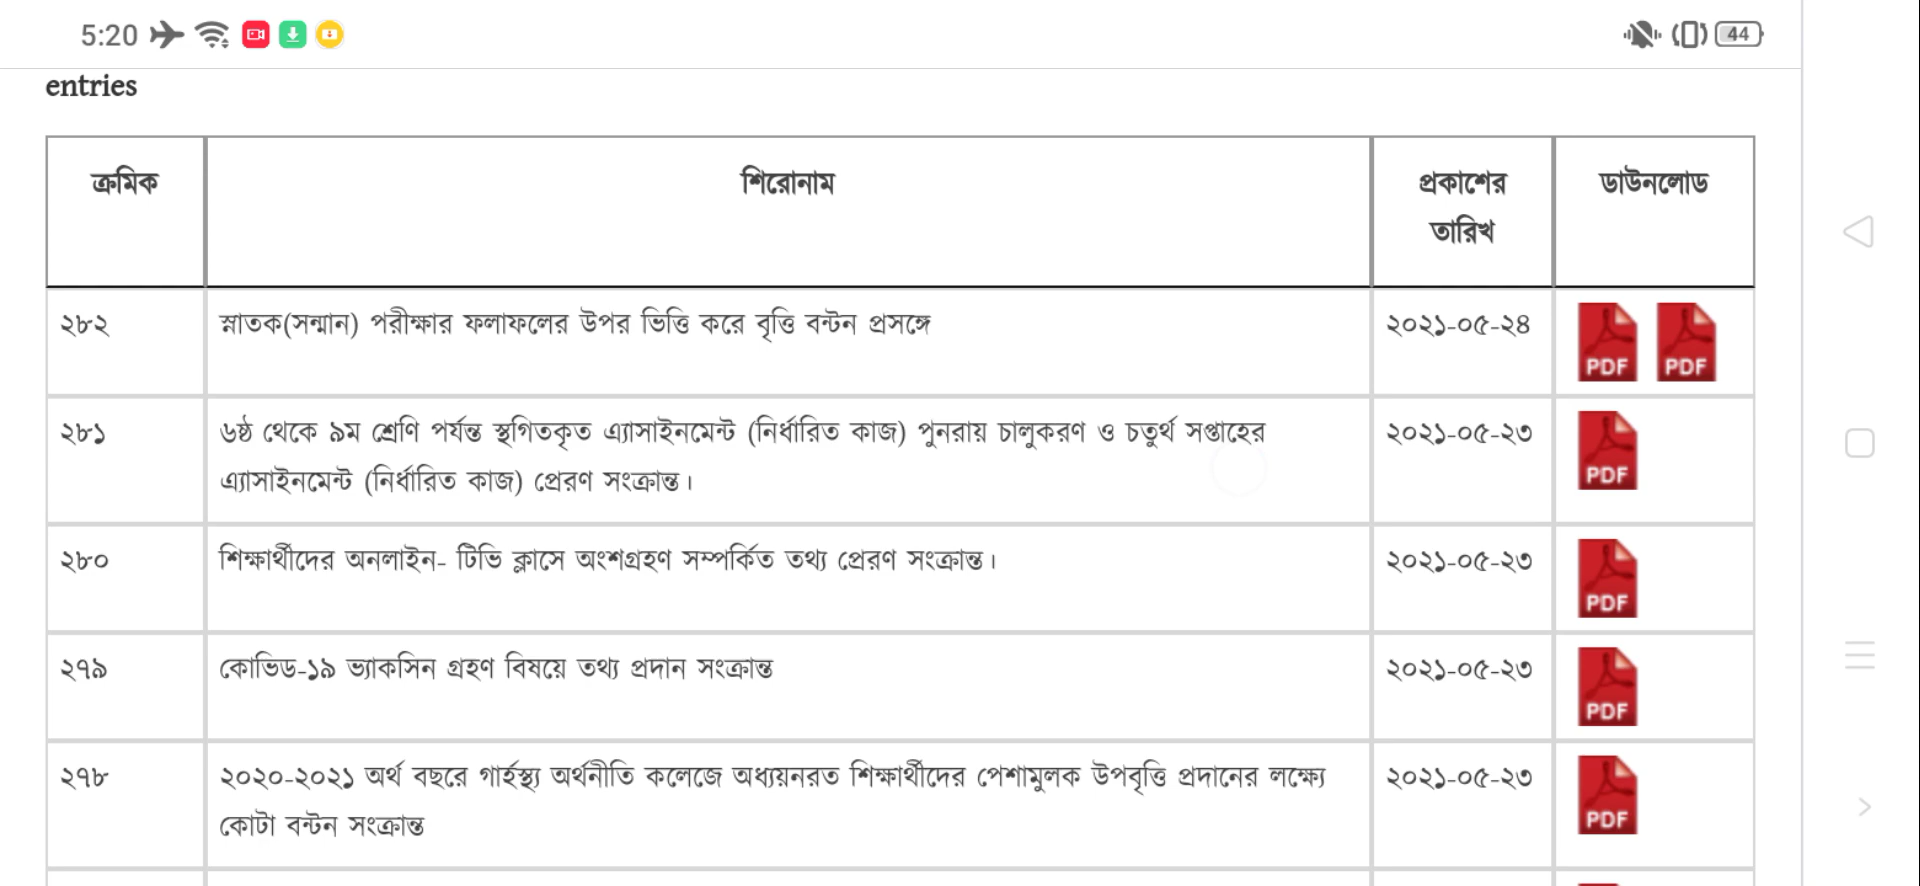 5:20
44
entries
ক্রমিক শিরোনাম প্রকাশের তারিখ ডাউনলোড
২৮২ স্নাতক(সন্মান) পরীক্ষার ফলাফলের উপর ভিত্তি করে বৃত্তি বন্টন প্রসঙ্গে ২০২১-০৫-২৪ PDF PDF
২৮১ ৬ষ্ঠ থেকে ৯ম শ্রেণি পর্যন্ত স্থগিতকৃত এ্যাসাইনমেন্ট (নির্ধারিত কাজ) পুনরায় চালুকরণ ও চতুর্থ সপ্তাহের ২০২১-০৫-২৩ PDF
এ্যাসাইনমেন্ট (নির্ধারিত কাজ) প্রেরণ সংক্রান্ত।
২৮০ শিক্ষার্থীদের অনলাইন- টিভি ক্লাসে অংশগ্রহণ সম্পর্কিত তথ্য প্রেরণ সংক্রান্ত। ২০২১-০৫-২৩ PDF
২৭৯ কোভিড-১৯ ভ্যাকসিন গ্রহণ বিষয়ে তথ্য প্রদান সংক্রান্ত ২০২১-০৫-২৩ PDF
২৭৮ ২০২০-২০২১ অর্থ বছরে গার্হস্থ্য অর্থনীতি কলেজে অধ্যয়নরত শিক্ষার্থীদের পেশামুলক উপবৃত্তি প্রদানের লক্ষ্যে ২০২১-০৫-২৩ PDF
কোটা বন্টন সংক্রান্ত